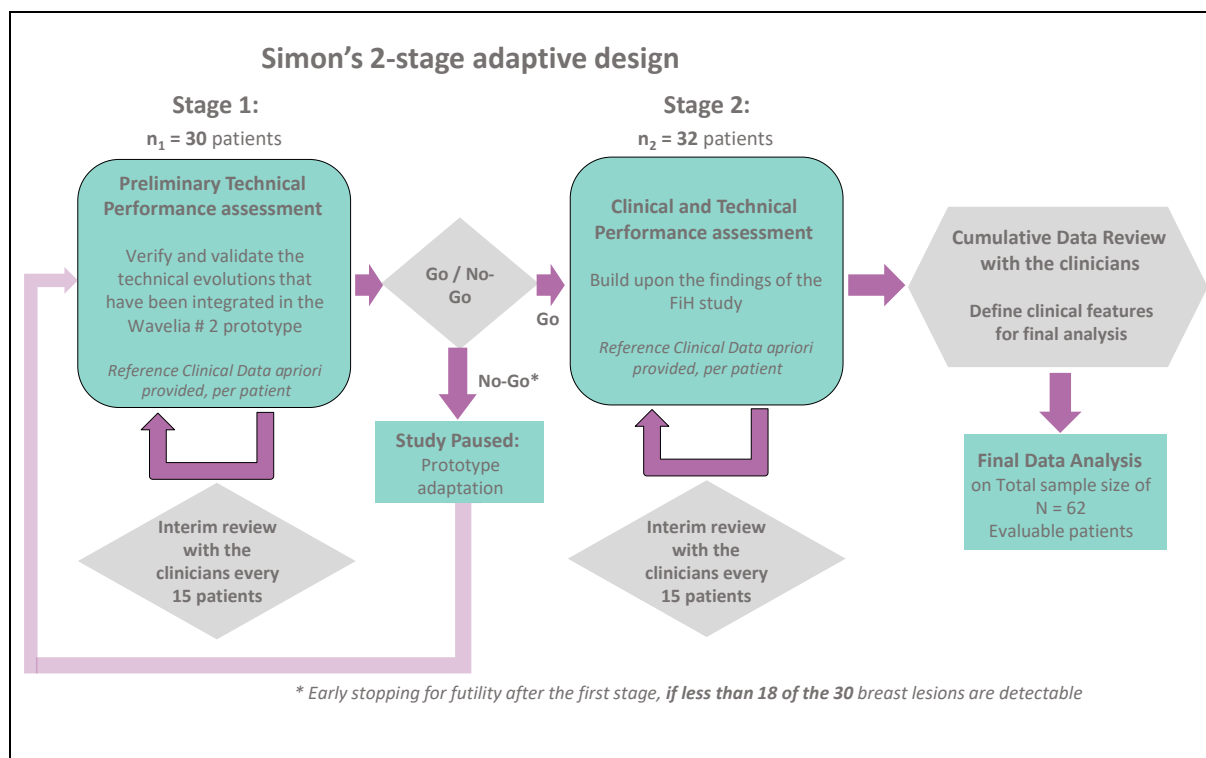 Simon's 2-stage adaptive design
Stage 1:
n₁ = 30 patients
Preliminary Technical
Performance assessment
Verify and validate the
technical evolutions that
have been integrated in the
Wavelia # 2 prototype
Reference Clinical Data apriori
provided, per patient
Interim review
with the
clinicians every
15 patients
Go / No-
Go
Go
No-Go*
Study Paused:
Prototype
adaptation
Stage 2:
n₂ = 32 patients
Clinical and Technical
Performance assessment
Build upon the findings of the
FiH study
Reference Clinical Data apriori
provided, per patient
Interim review
with the
clinicians every
15 patients
Cumulative Data Review
with the clinicians
Define clinical features
for final analysis
Final Data Analysis
on Total sample size of
N = 62
Evaluable patients
* Early stopping for futility after the first stage, if less than 18 of the 30 breast lesions are detectable